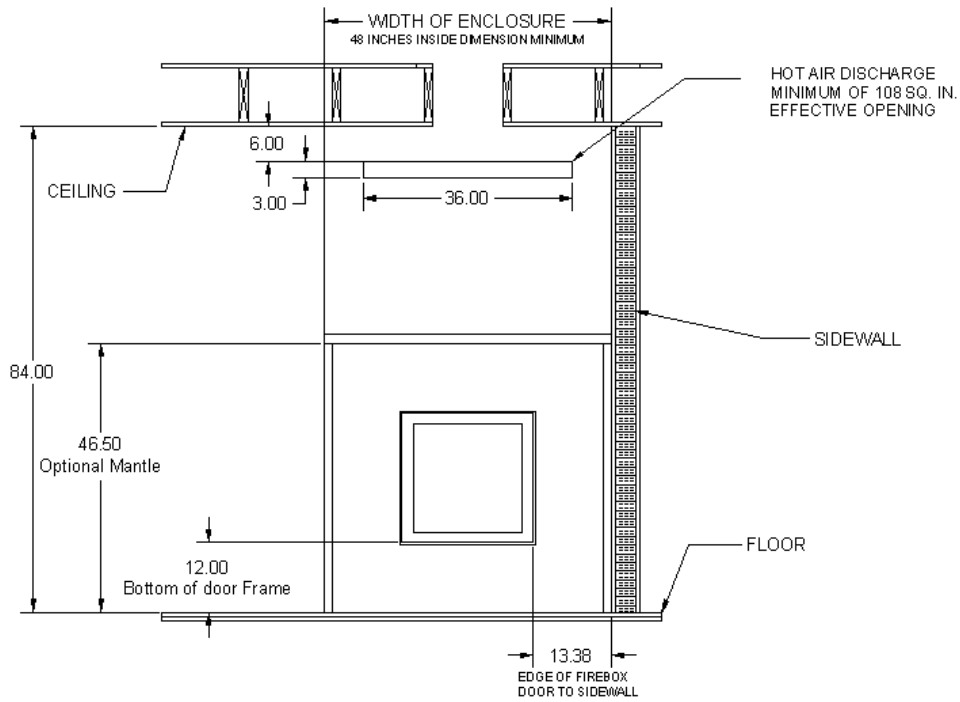 WIDTH OF ENCLOSURE
48 INCHES INSIDE DIMENSION MINIMUM
HOT AIR DISCHARGE
MINIMUM OF 108 SQ. IN.
EFFECTIVE OPENING
6.00
CEILING
3.00
36.00
SIDEWALL
84.00
46.50
Optional Mantle
FLOOR
12.00
Bottom of door Frame
13.38
EDGE OF FIREBOX
DOOR TO SIDEWALL